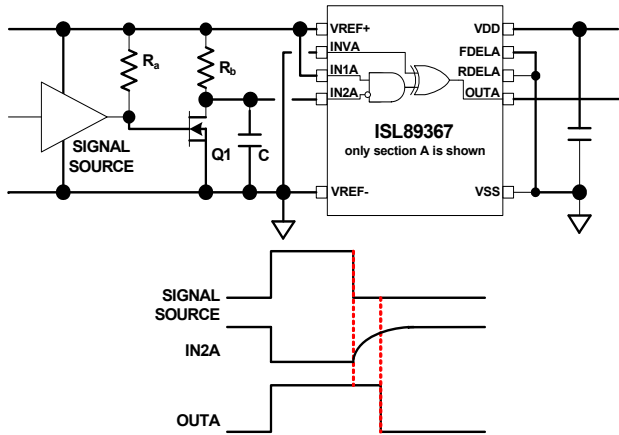 VREF+
VDD
INVA
FDELA
Ra
Rb
IN1A
RDELA
IN2A
OUTA
SIGNAL
SOURCE
Q1
C
ISL89367
only section A is shown
VREF-
VSS
SIGNAL
SOURCE
IN2A
OUTA